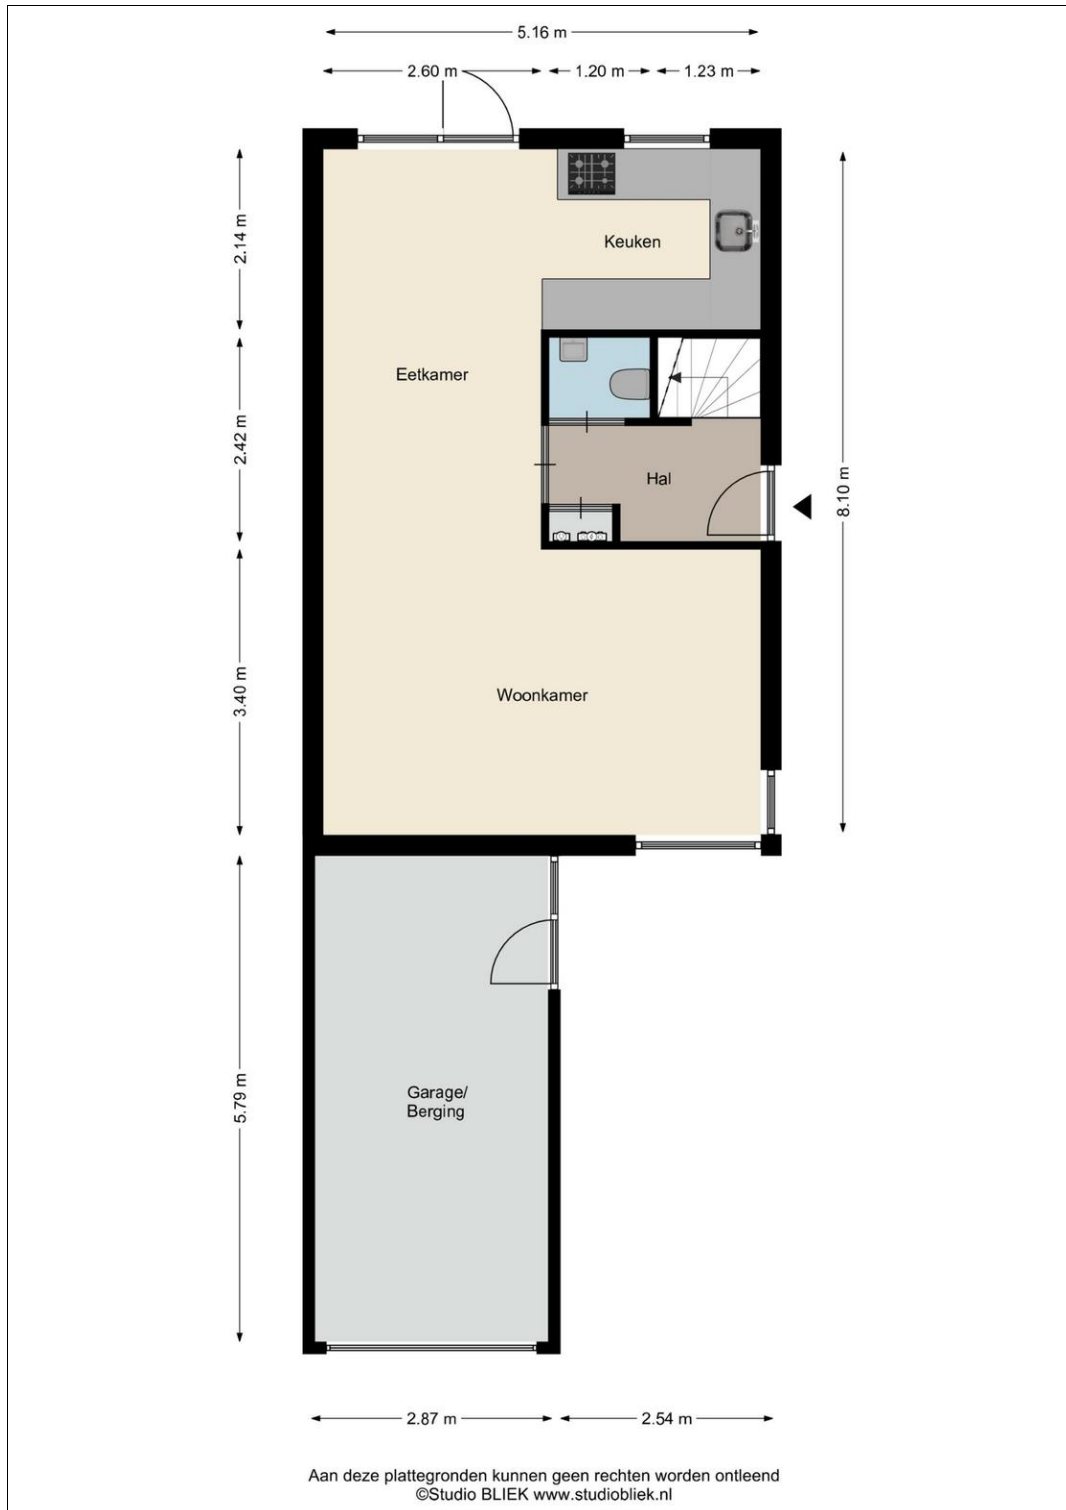 5.16 m
2.60 m
1.20 m
1.23 m
2.14 m
Keuken
Eetkamer
2.42 m
Hal
8.10 m
3.40 m
Woonkamer
5.79 m
Garage/
Berging
2.87 m
2.54 m
Aan deze plattegronden kunnen geen rechten worden ontleend
©Studio BLIEK www.studiobliek.nl